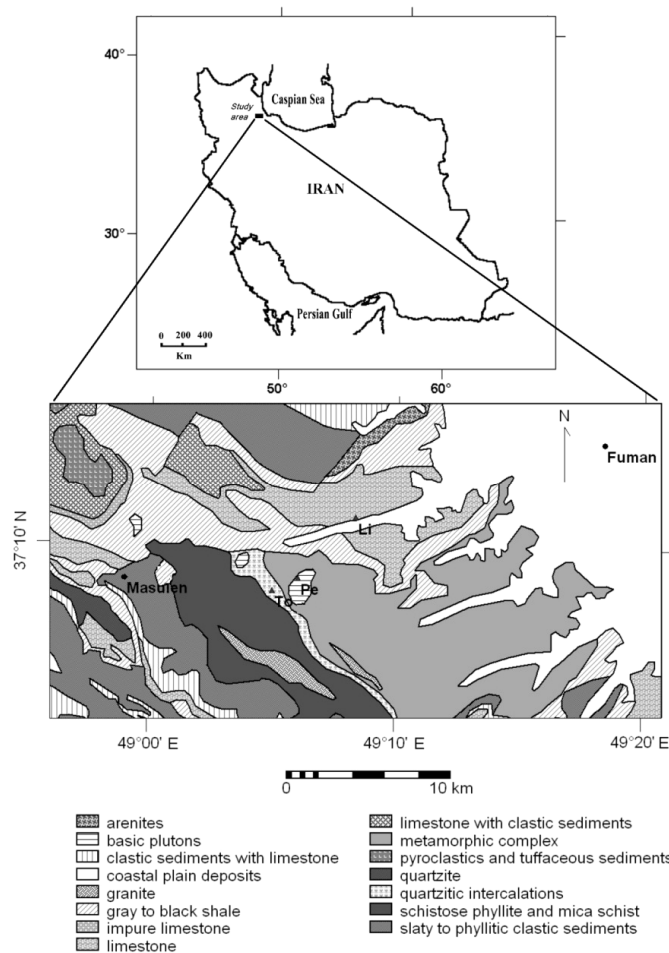 40°
Caspian Sea
Study
area
IRAN
30°
Persian Gulf
0 200 400
Km
50° 60°
N
Fuman
37°10' N
Li
Masuleh
Pe
To
49°00' E 49°10' E 49°20' E
0 10 km
arenites
basic plutons
clastic sediments with limestone
coastal plain deposits
granite
gray to black shale
impure limestone
limestone
limestone with clastic sediments
metamorphic complex
pyroclastics and tuffaceous sediments
quartzite
quartzitic intercalations
schistose phyllite and mica schist
slaty to phyllitic clastic sediments